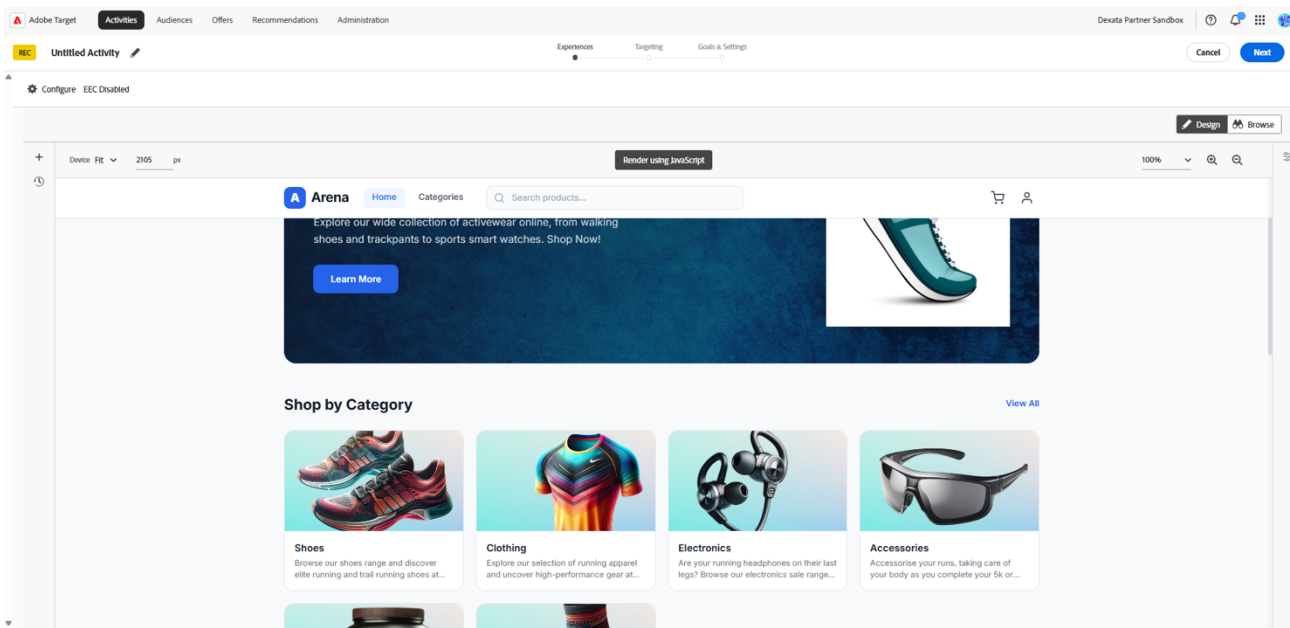 Adobe Target Activities Audiences Offers Recommendations Administration Dexata Partner Sandbox
REC Untitled Activity Experiences Targeting Goals & Settings Cancel Next
Configure EEC Disabled
Design Browse
Device Fit 2105 px Render using JavaScript 100%
A Arena Home Categories Search products...
Explore our wide collection of activewear online, from walking
shoes and trackpants to sports smart watches. Shop Now!
Learn More
Shop by Category View All
Shoes
Browse our shoes range and discover
elite running and trail running shoes at...
Clothing
Explore our selection of running apparel
and uncover high-performance gear at...
Electronics
Are your running headphones on their last
legs? Browse our electronics sale range...
Accessories
Accessorise your runs, taking care of
your body as you complete your 5k or...